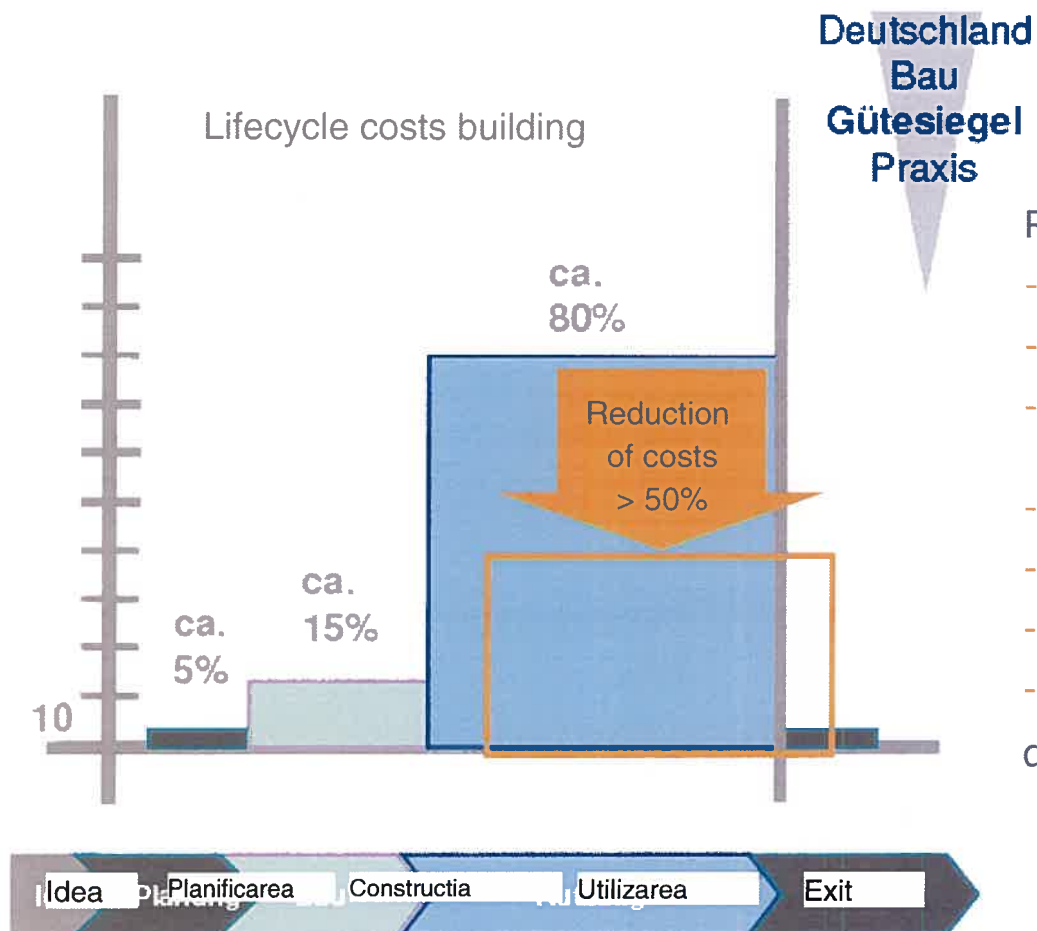 Deutschland
Bau
Gütesiegel
Praxis
Lifecycle costs building
ca.
80%
Reduction
of costs
> 50%
ca.
15%
ca.
5%
10
Idea
Planificarea
Constructia
Utilizarea
Exit